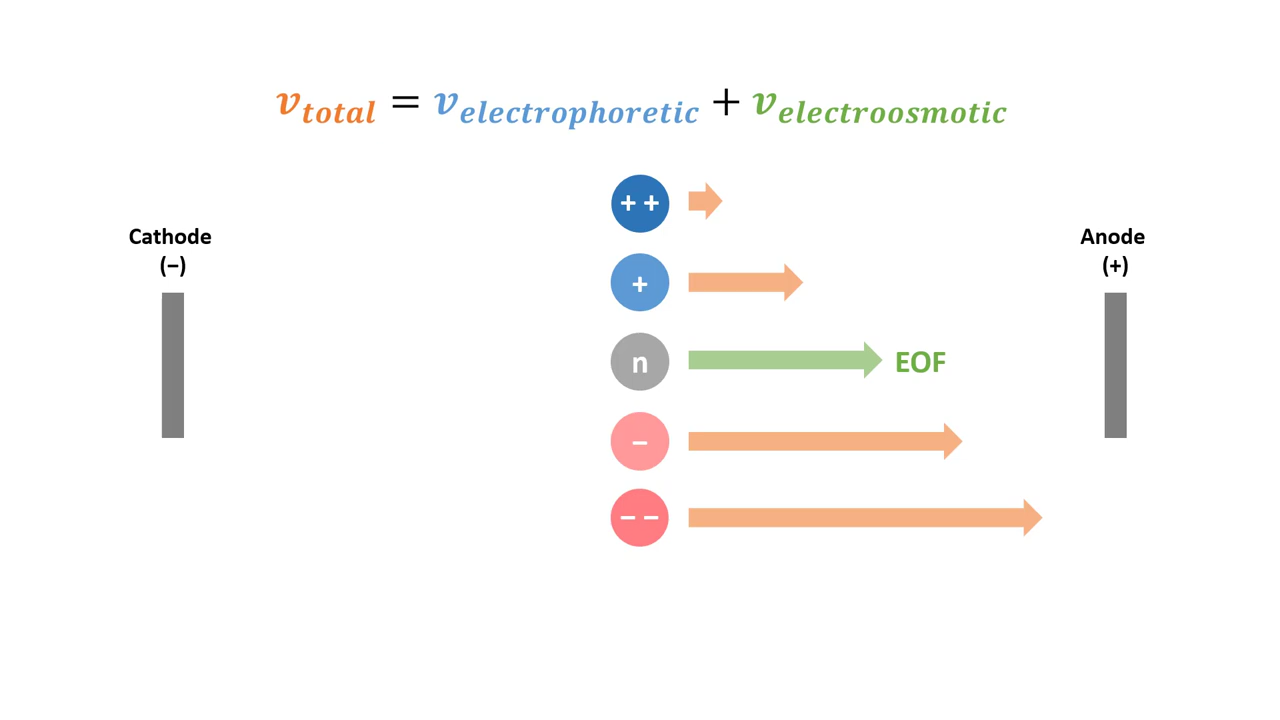 v_total = v_electrophoretic + v_electroosmotic
+ +
Cathode
(−)
Anode
(+)
+
n
EOF
−
− −